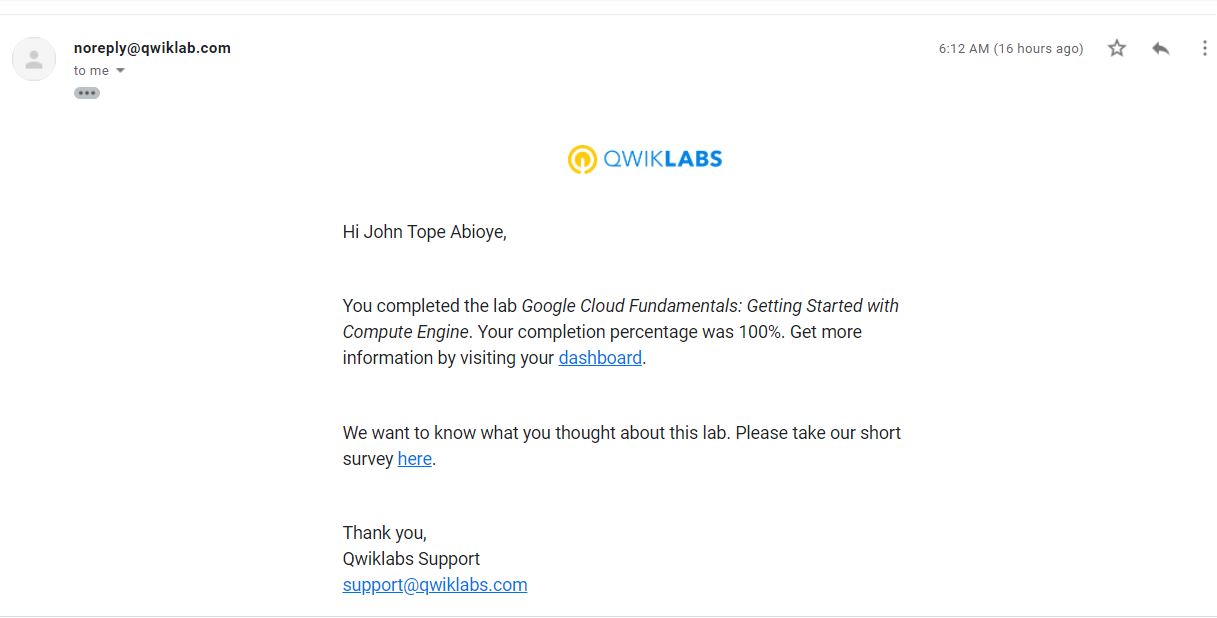 noreply@qwiklab.com
6:12 AM (16 hours ago)
to me
QWIKLABS
Hi John Tope Abioye,
You completed the lab Google Cloud Fundamentals: Getting Started with
Compute Engine. Your completion percentage was 100%. Get more
information by visiting your dashboard.
We want to know what you thought about this lab. Please take our short
survey here.
Thank you,
Qwiklabs Support
support@qwiklabs.com